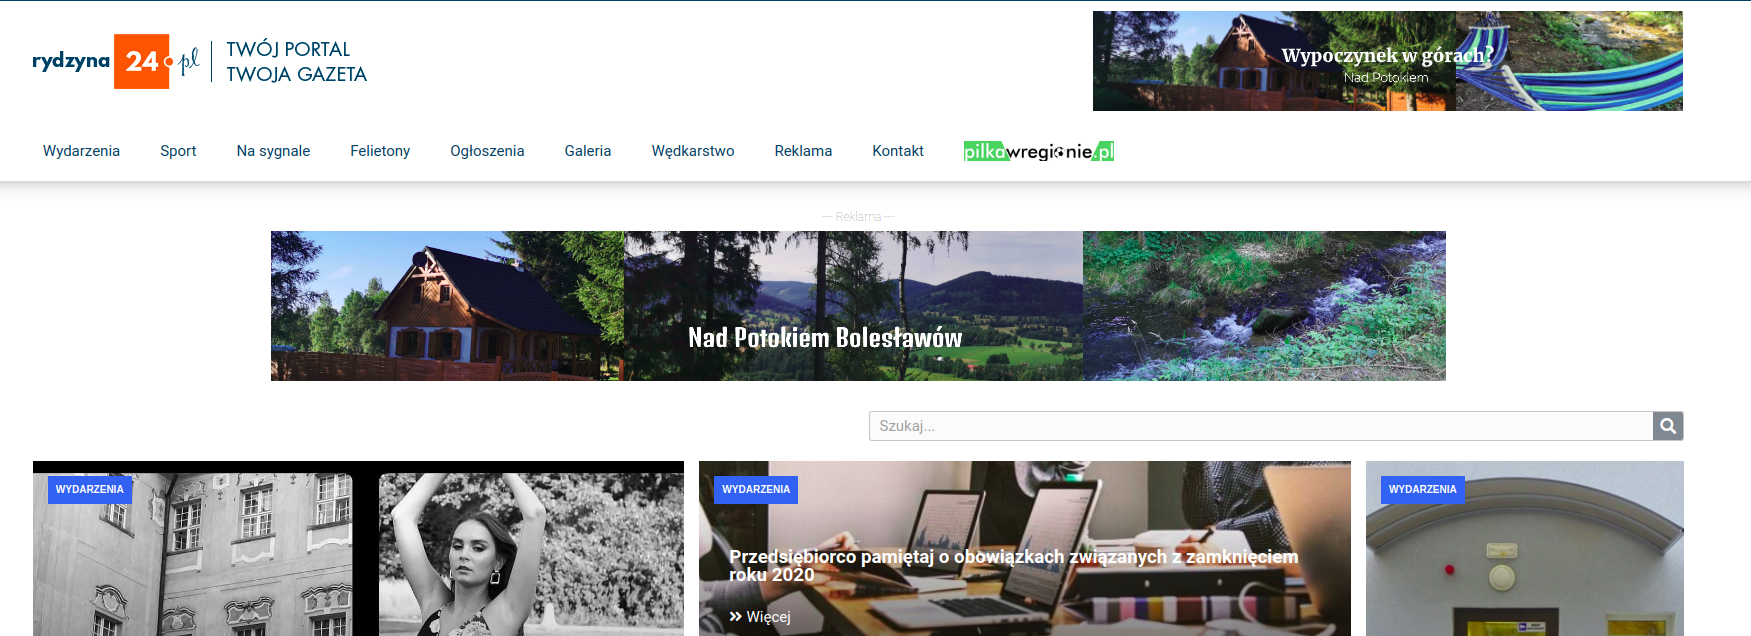 rydzyna 24 pl
TWÓJ PORTAL
TWOJA GAZETA
Wypoczynek w górach?
Nad Potokiem
Wydarzenia Sport Na sygnale Felietony Ogłoszenia Galeria Wędkarstwo Reklama Kontakt pilkawregionie.pl
--- Reklama ---
Nad Potokiem Bolesławów
Szukaj...
WYDARZENIA
WYDARZENIA
Przedsiębiorco pamiętaj o obowiązkach związanych z zamknięciem
roku 2020
Więcej
WYDARZENIA